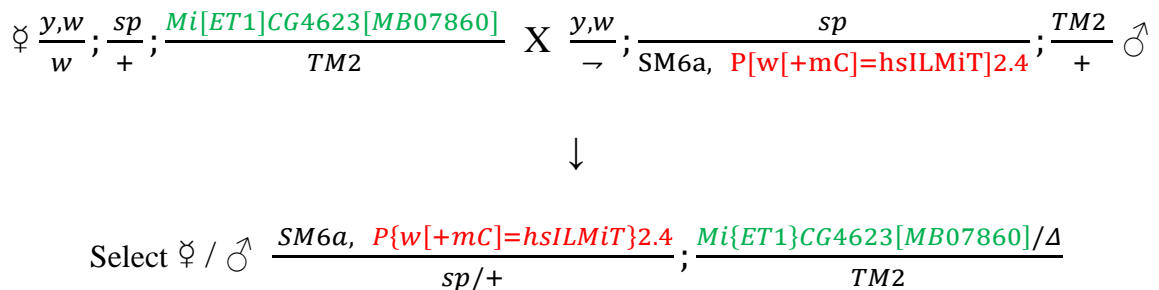 ☿ y,w/w ; sp/+ ; Mi[ET1]CG4623[MB07860]/TM2 X y,w/¬ ; sp/SM6a, P[w[+mC]=hsILMiT]2.4 ; TM2/+ ♂
↓
Select ☿ / ♂ SM6a, P{w[+mC]=hsILMiT}2.4/sp/+ ; Mi{ET1}CG4623[MB07860]/Δ/TM2